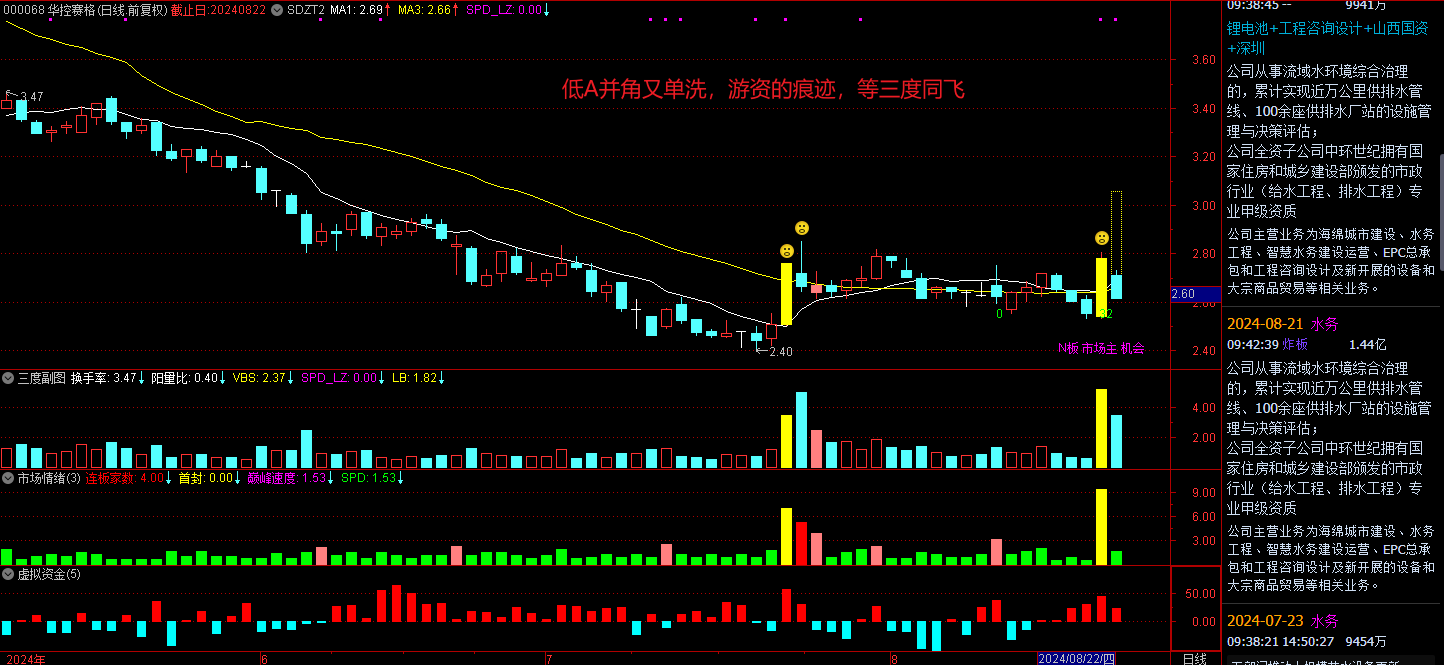 000068 华控赛格(日线.前复权) 截止日:20240822 SDZT2 MA1: 2.69↑ MA3: 2.66↑ SPD_LZ: 0.00↓
3.47
低A并角又单洗，游资的痕迹，等三度同飞
3.60
3.40
3.20
3.00
2.80
2.60
2.40
←2.40
0
32
N板 市场主 机会
三度副图 换手率: 3.47↓ 阳量比: 0.40↓ VBS: 2.37↓ SPD_LZ: 0.00↓ LB: 1.82↓
4.00
2.00
市场情绪(3) 连板家数: 4.00↓ 首封: 0.00↓ 巅峰速度: 1.53↓ SPD: 1.53↓
9.00
6.00
3.00
虚拟资金(5)
50.00
0.00
2024年
6
7
8
2024/08/22/四
日线
09:38:45 -- 9941万
锂电池+工程咨询设计+山西国资
+深圳
公司从事流域水环境综合治理
的，累计实现近万公里供排水管
线、100余座供排水厂站的设施管
理与决策评估；
公司全资子公司中环世纪拥有国
家住房和城乡建设部颁发的市政
行业（给水工程、排水工程）专
业甲级资质
公司主营业务为海绵城市建设、水务
工程、智慧水务建设运营、EPC总承
包和工程咨询设计及新开展的设备和
大宗商品贸易等相关业务。
2024-08-21 水务
09:42:39 炸板 1.44亿
公司从事流域水环境综合治理
的，累计实现近万公里供排水管
线、100余座供排水厂站的设施管
理与决策评估；
公司全资子公司中环世纪拥有国
家住房和城乡建设部颁发的市政
行业（给水工程、排水工程）专
业甲级资质
公司主营业务为海绵城市建设、水务
工程、智慧水务建设运营、EPC总承
包和工程咨询设计及新开展的设备和
大宗商品贸易等相关业务。
2024-07-23 水务
09:38:21 14:50:27 9454万